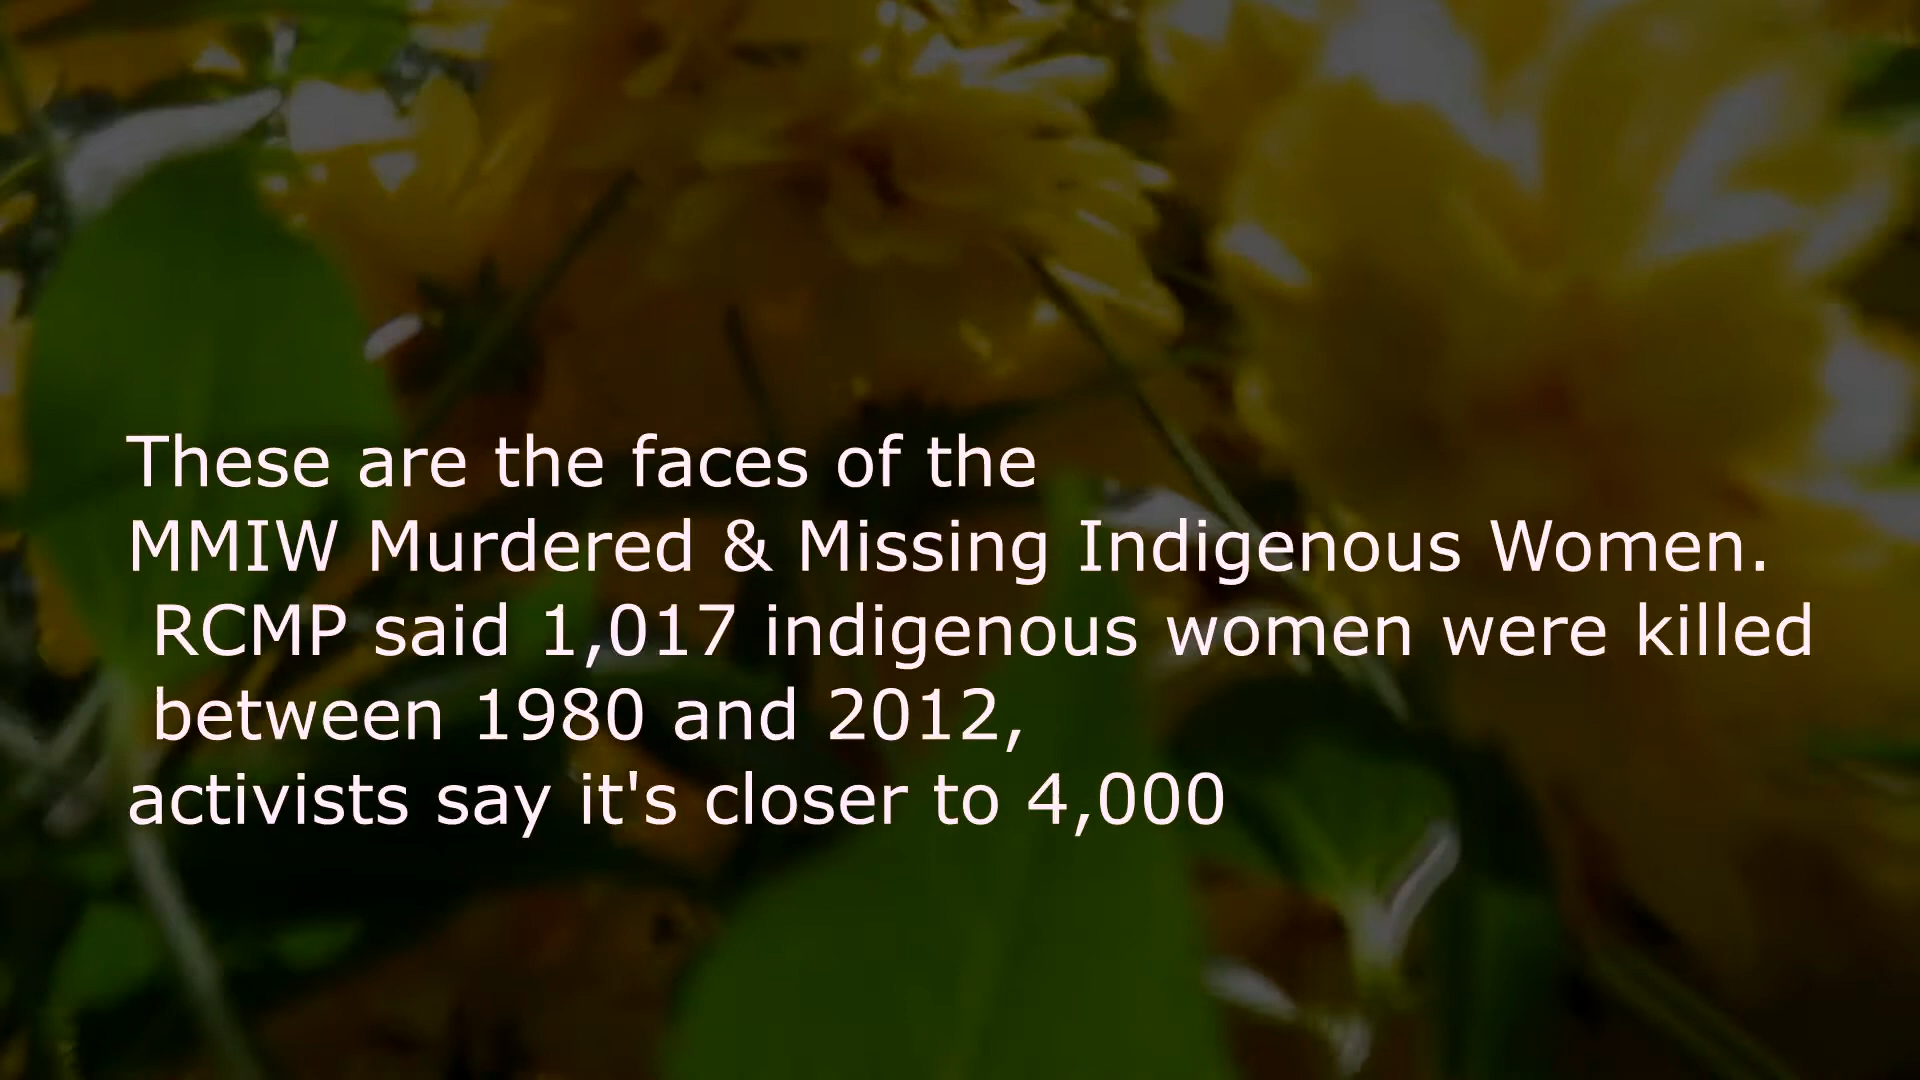 These are the faces of the
MMIW Murdered & Missing Indigenous Women.
RCMP said 1,017 indigenous women were killed
between 1980 and 2012,
activists say it's closer to 4,000